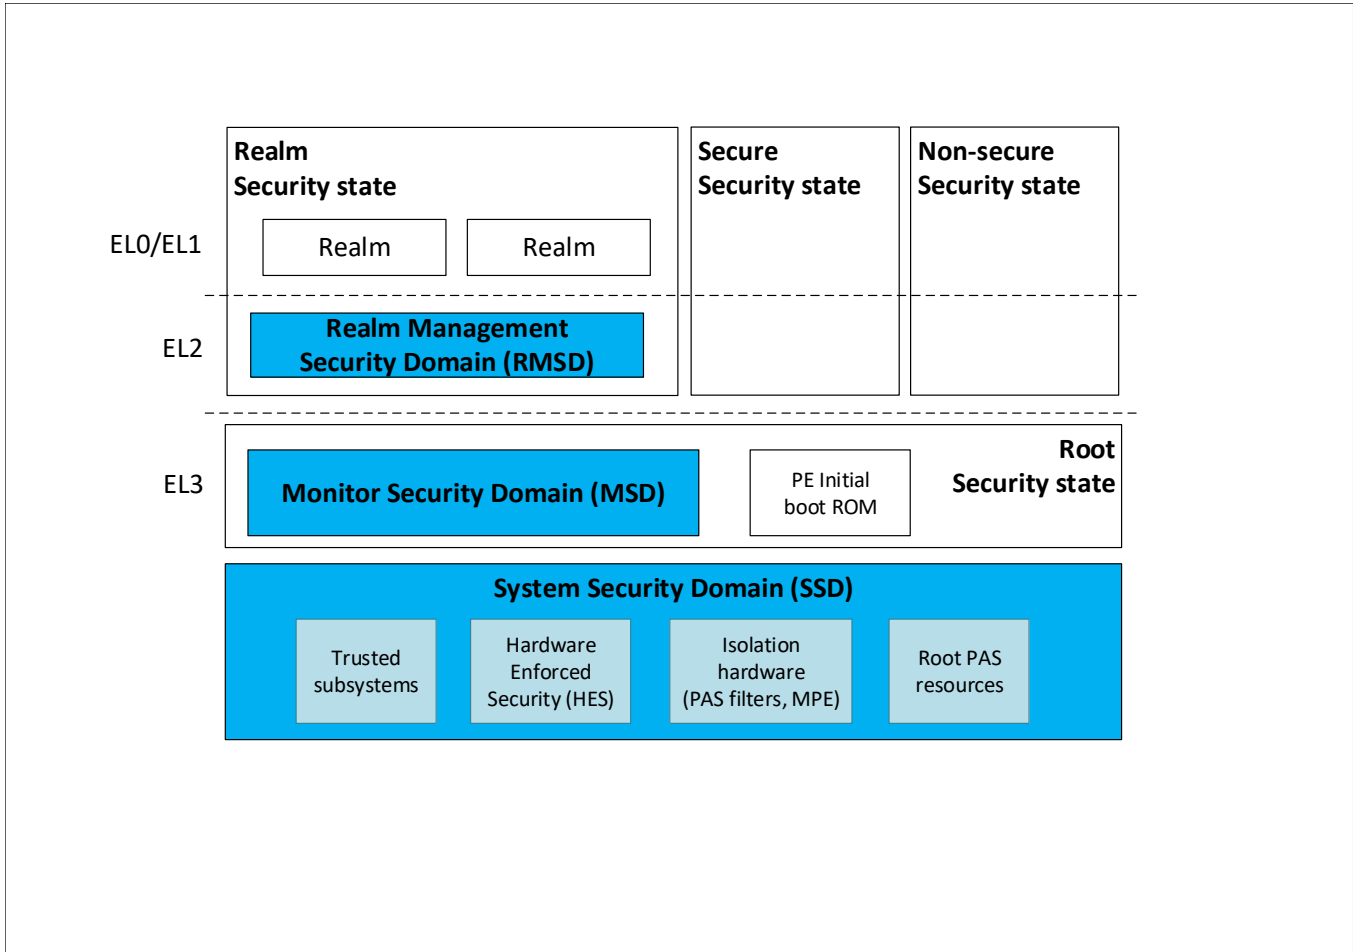 Realm
Security state
Secure
Security state
Non-secure
Security state
EL0/EL1
Realm
Realm
EL2
Realm Management
Security Domain (RMSD)
EL3
Monitor Security Domain (MSD)
PE Initial
boot ROM
Root
Security state
System Security Domain (SSD)
Trusted
subsystems
Hardware
Enforced
Security (HES)
Isolation
hardware
(PAS filters, MPE)
Root PAS
resources